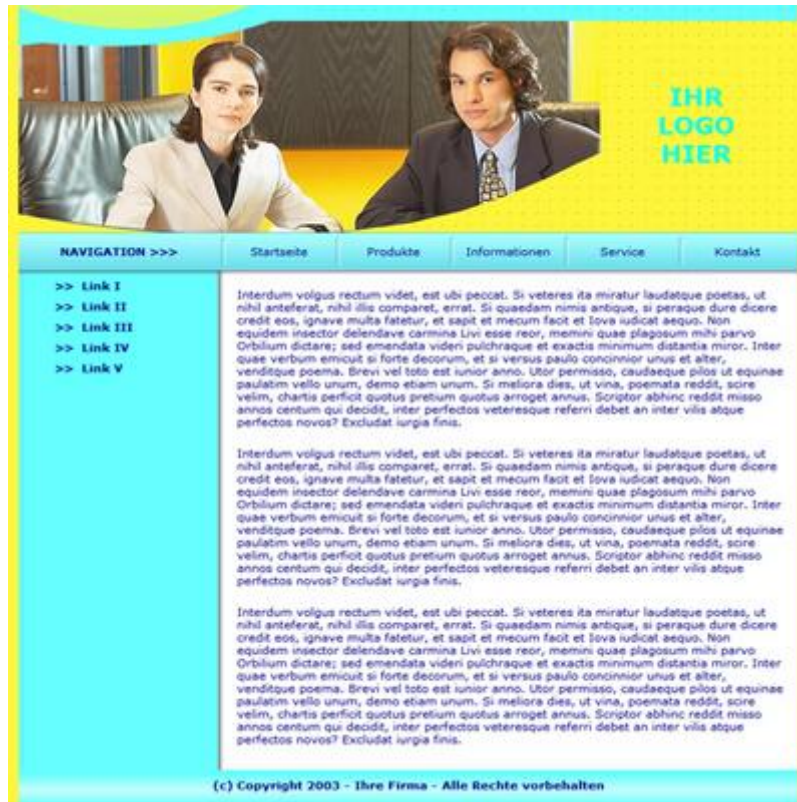 IHR
LOGO
HIER
NAVIGATION >>> Startseite Produkte Informationen Service Kontakt
>> Link I
>> Link II
>> Link III
>> Link IV
>> Link V
Interdum volgus rectum videt, est ubi peccat. Si veteres ita miratur laudatque poetas, ut
nihil anteferat, nihil illis comparet, errat. Si quaedam nimis antique, si peraque dure dicere
credit eos, ignave multa fatetur, et sapit et mecum facit et Iova iudicat aequo. Non
equidem insector delendave carmina Livi esse reor, memini quae plagosum mihi parvo
Orbilium dictare; sed emendata videri pulchraque et exactis minimum distantia miror. Inter
quae verbum emicuit si forte decorum, et si versus paulo concinnior unus et alter,
venditque poema. Brevi vel toto est iunior anno. Utor permisso, caudaeque pilos ut equinae
paulatim vello unum, demo etiam unum. Si meliora dies, ut vina, poemata reddit, scire
velim, chartis perficit quotus pretium quotus arroget annus. Scriptor abhinc reddit misso
annos centum qui decidit, inter perfectos veteresque referri debet an inter vilis atque
perfectos novos? Excludat iurgia finis.
Interdum volgus rectum videt, est ubi peccat. Si veteres ita miratur laudatque poetas, ut
nihil anteferat, nihil illis comparet, errat. Si quaedam nimis antique, si peraque dure dicere
credit eos, ignave multa fatetur, et sapit et mecum facit et Iova iudicat aequo. Non
equidem insector delendave carmina Livi esse reor, memini quae plagosum mihi parvo
Orbilium dictare; sed emendata videri pulchraque et exactis minimum distantia miror. Inter
quae verbum emicuit si forte decorum, et si versus paulo concinnior unus et alter,
venditque poema. Brevi vel toto est iunior anno. Utor permisso, caudaeque pilos ut equinae
paulatim vello unum, demo etiam unum. Si meliora dies, ut vina, poemata reddit, scire
velim, chartis perficit quotus pretium quotus arroget annus. Scriptor abhinc reddit misso
annos centum qui decidit, inter perfectos veteresque referri debet an inter vilis atque
perfectos novos? Excludat iurgia finis.
Interdum volgus rectum videt, est ubi peccat. Si veteres ita miratur laudatque poetas, ut
nihil anteferat, nihil illis comparet, errat. Si quaedam nimis antique, si peraque dure dicere
credit eos, ignave multa fatetur, et sapit et mecum facit et Iova iudicat aequo. Non
equidem insector delendave carmina Livi esse reor, memini quae plagosum mihi parvo
Orbilium dictare; sed emendata videri pulchraque et exactis minimum distantia miror. Inter
quae verbum emicuit si forte decorum, et si versus paulo concinnior unus et alter,
venditque poema. Brevi vel toto est iunior anno. Utor permisso, caudaeque pilos ut equinae
paulatim vello unum, demo etiam unum. Si meliora dies, ut vina, poemata reddit, scire
velim, chartis perficit quotus pretium quotus arroget annus. Scriptor abhinc reddit misso
annos centum qui decidit, inter perfectos veteresque referri debet an inter vilis atque
perfectos novos? Excludat iurgia finis.
(c) Copyright 2003 - Ihre Firma - Alle Rechte vorbehalten